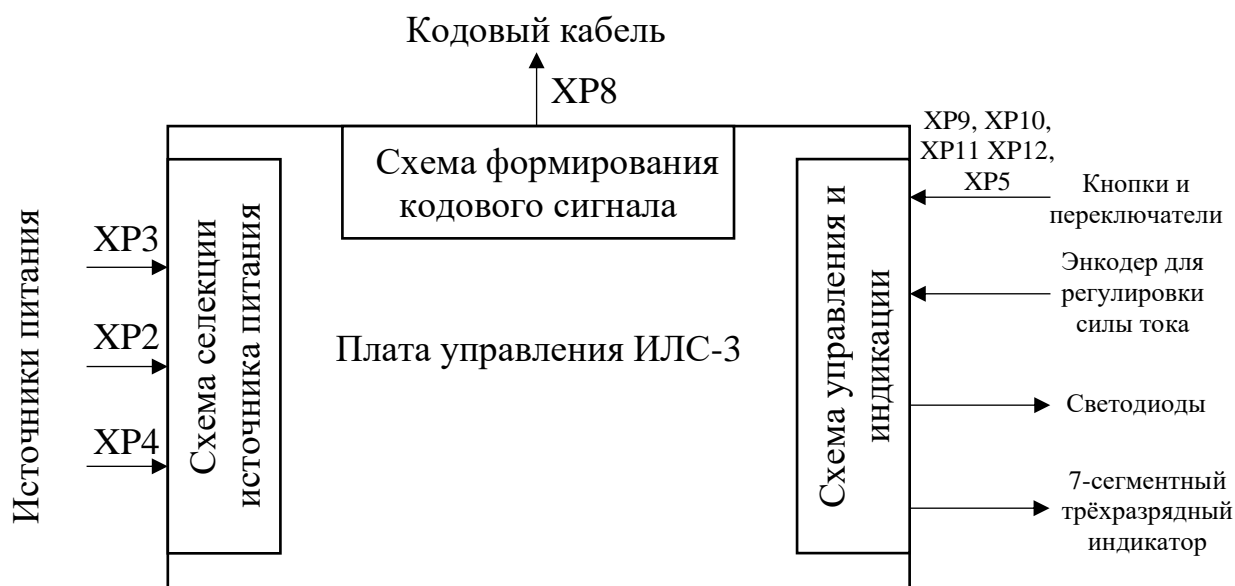 Кодовый кабель
XP8
Схема формирования
кодового сигнала
XP9, XP10,
XP11 XP12,
XP5
Кнопки и
переключатели
Источники питания
XP3
XP2
XP4
Схема селекции
источника питания
Плата управления ИЛС-3
Схема управления и
индикации
Энкодер для
регулировки
силы тока
Светодиоды
7-сегментный
трёхразрядный
индикатор